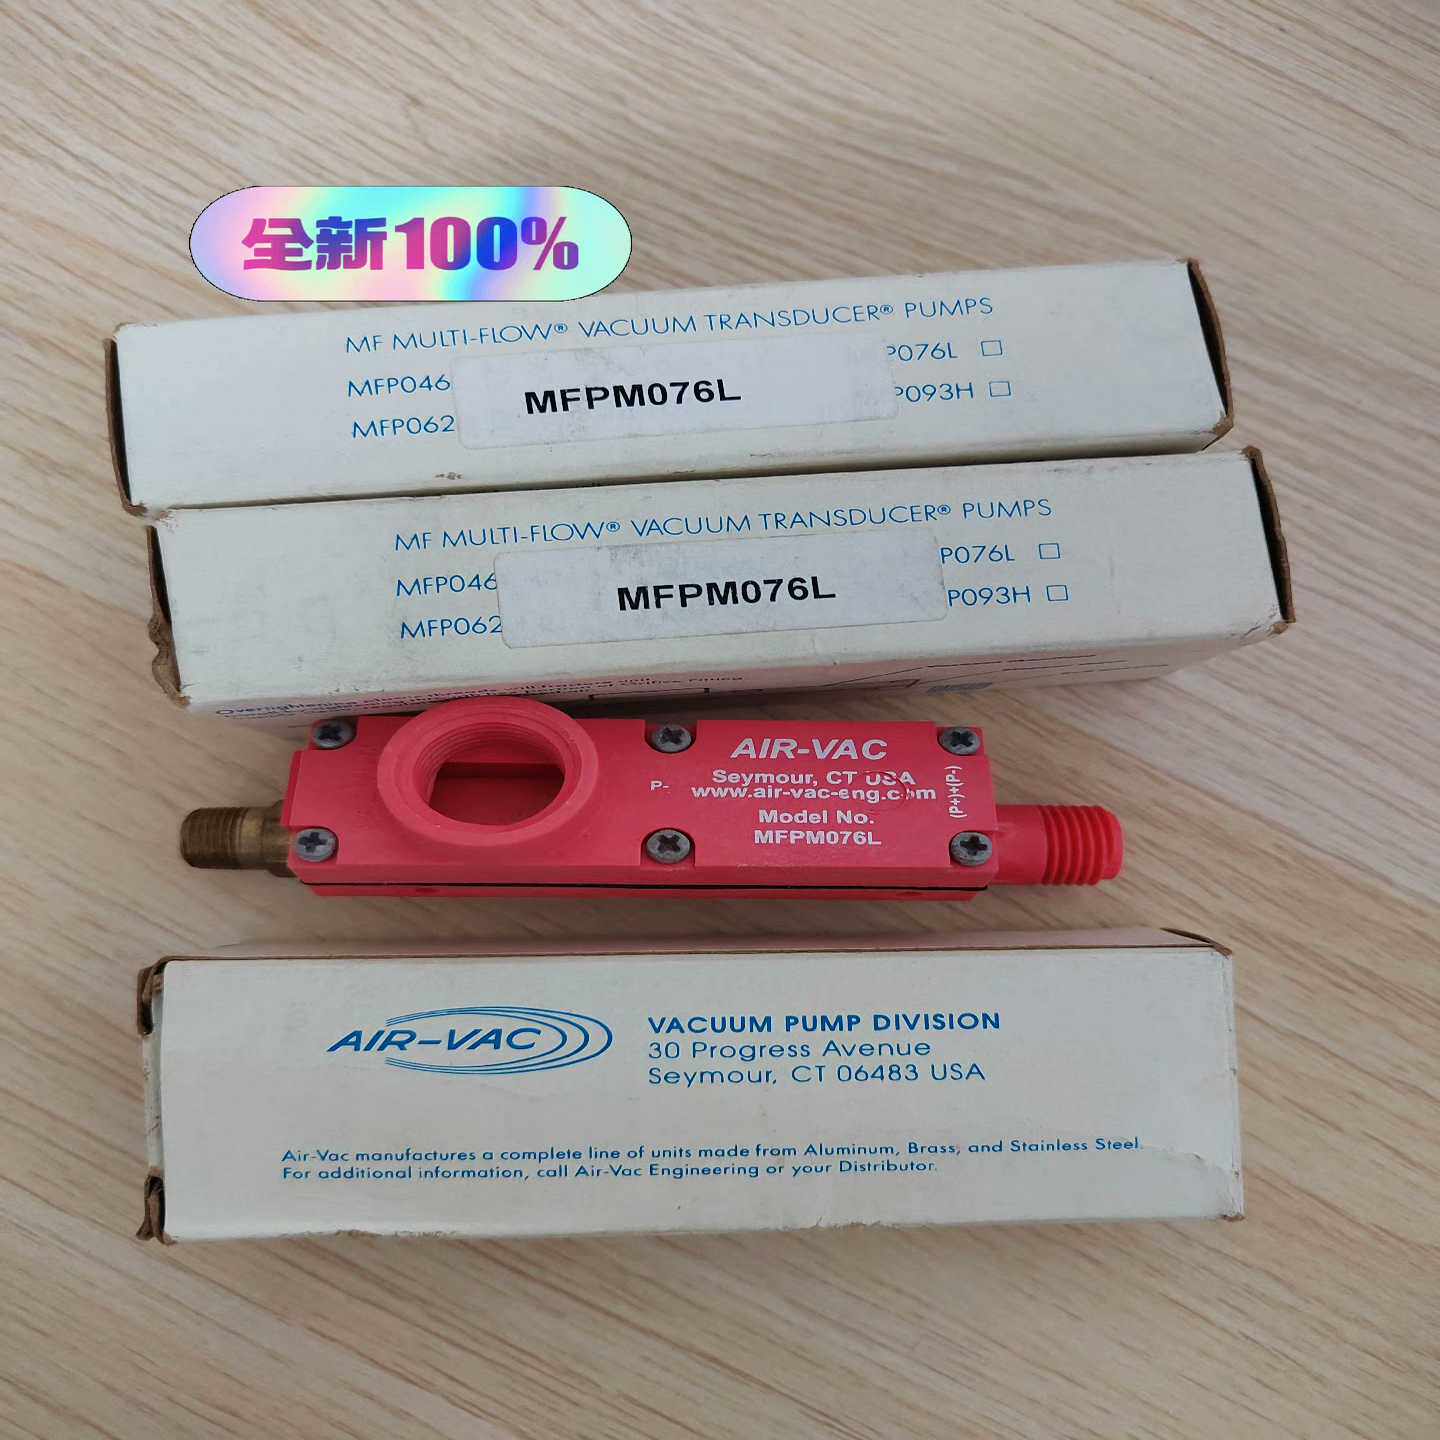 全新100%
MF MULTI-FLOW® VACUUM TRANSDUCER® PUMPS
MFP046 P076L
MFPM076L
MFP062 P093H
MF MULTI-FLOW® VACUUM TRANSDUCER® PUMPS
MFP046 P076L
MFPM076L
MFP062 P093H
Overtightening
AIR-VAC
Seymour, CT USA
P-
www.air-vac-eng.com
Model No.
MFPM076L
(P+)+(P-)
AIR-VAC
VACUUM PUMP DIVISION
30 Progress Avenue
Seymour, CT 06483 USA
Air-Vac manufactures a complete line of units made from Aluminum, Brass, and Stainless Steel.
For additional information, call Air-Vac Engineering or your Distributor.